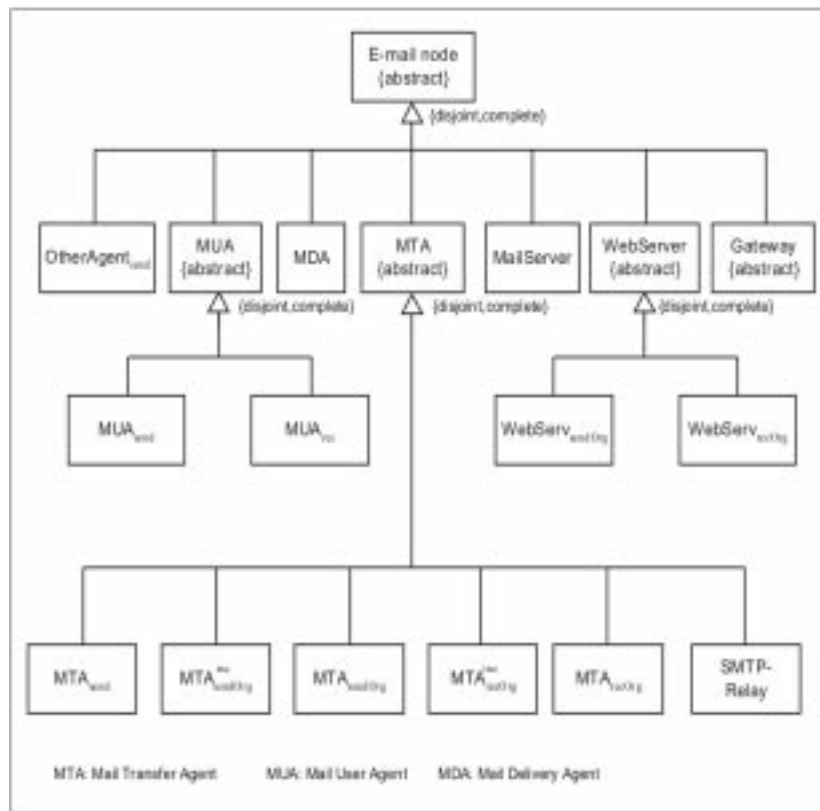 E-mail node
{abstract}
{disjoint,complete}
OtherAgent
MUA
{abstract}
MDA
MTA
{abstract}
MailServer
WebServer
{abstract}
Gateway
{abstract}
{disjoint,complete}
{disjoint,complete}
{disjoint,complete}
MUA
MUA
WebServ
WebServ
MTA
MTA
MTA
MTA
MTA
SMTP-
Relay
MTA: Mail Transfer Agent
MUA: Mail User Agent
MDA: Mail Delivery Agent